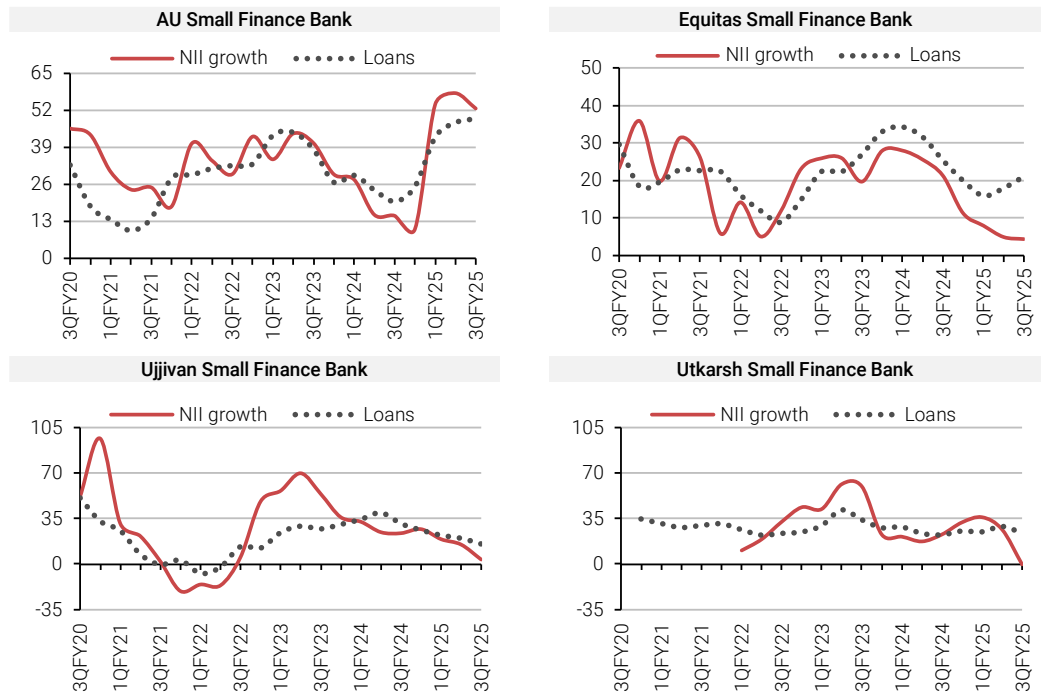 AU Small Finance Bank
NII growth Loans
65
52
39
26
13
0
3QFY20
1QFY21
3QFY21
1QFY22
3QFY22
1QFY23
3QFY23
1QFY24
3QFY24
1QFY25
3QFY25
Equitas Small Finance Bank
NII growth Loans
50
40
30
20
10
0
3QFY20
1QFY21
3QFY21
1QFY22
3QFY22
1QFY23
3QFY23
1QFY24
3QFY24
1QFY25
3QFY25
Ujjivan Small Finance Bank
NII growth Loans
105
70
35
0
-35
3QFY20
1QFY21
3QFY21
1QFY22
3QFY22
1QFY23
3QFY23
1QFY24
3QFY24
1QFY25
3QFY25
Utkarsh Small Finance Bank
NII growth Loans
105
70
35
0
-35
3QFY20
1QFY21
3QFY21
1QFY22
3QFY22
1QFY23
3QFY23
1QFY24
3QFY24
1QFY25
3QFY25